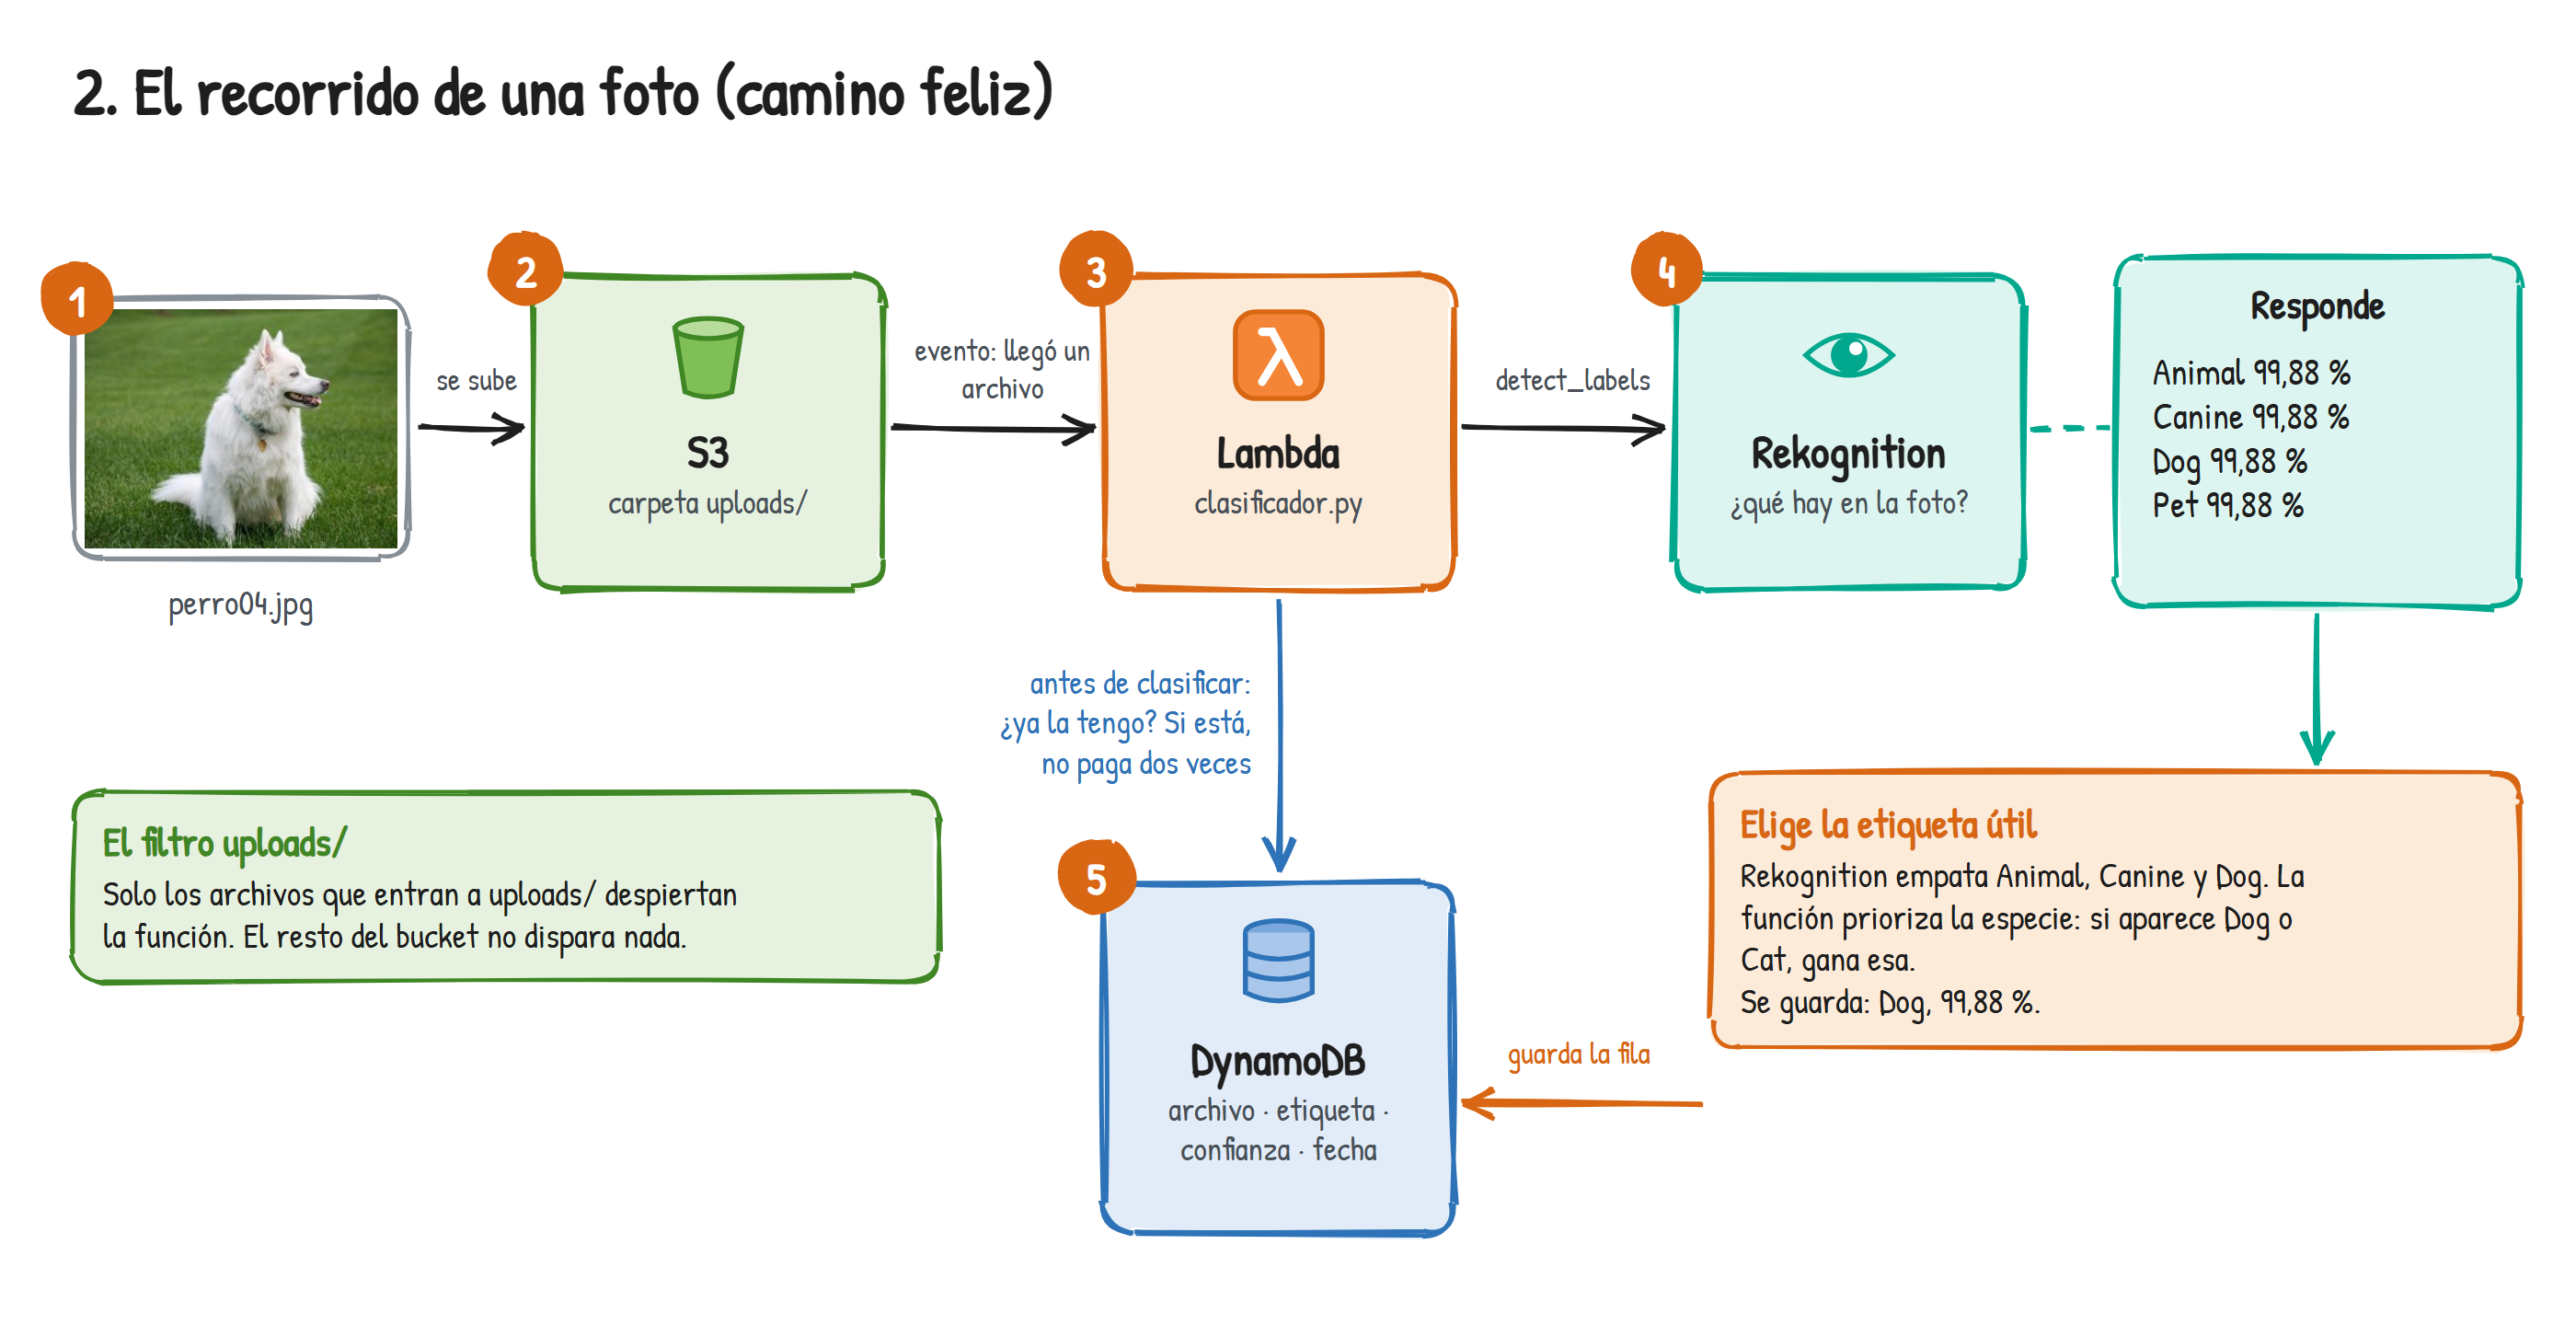 2. El recorrido de una foto (camino feliz)
1
perro04.jpg
se sube
2
S3
carpeta uploads/
evento: llegó un
archivo
3
Lambda
clasificador.py
detect_labels
4
Rekognition
¿qué hay en la foto?
Responde
Animal 99,88 %
Canine 99,88 %
Dog 99,88 %
Pet 99,88 %
antes de clasificar:
¿ya la tengo? Si está,
no paga dos veces
El filtro uploads/
Solo los archivos que entran a uploads/ despiertan
la función. El resto del bucket no dispara nada.
Elige la etiqueta útil
Rekognition empata Animal, Canine y Dog. La
función prioriza la especie: si aparece Dog o
Cat, gana esa.
Se guarda: Dog, 99,88 %.
guarda la fila
5
DynamoDB
archivo · etiqueta ·
confianza · fecha